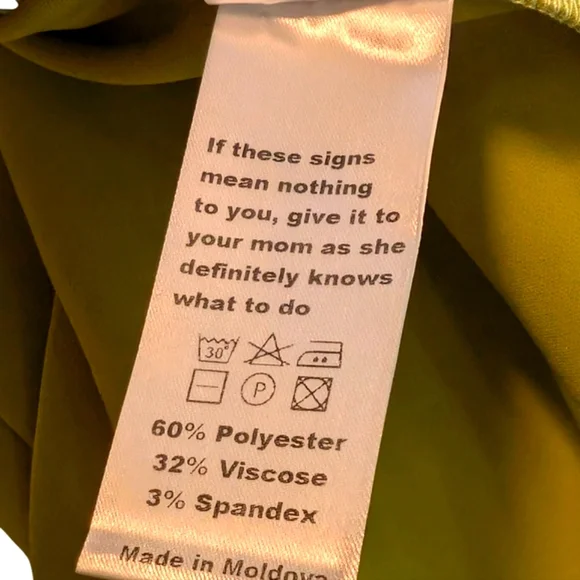 If these signs
mean nothing
to you, give it to
your mom as she
definitely knows
what to do
30°
P
60% Polyester
32% Viscose
3% Spandex
Made in Moldova